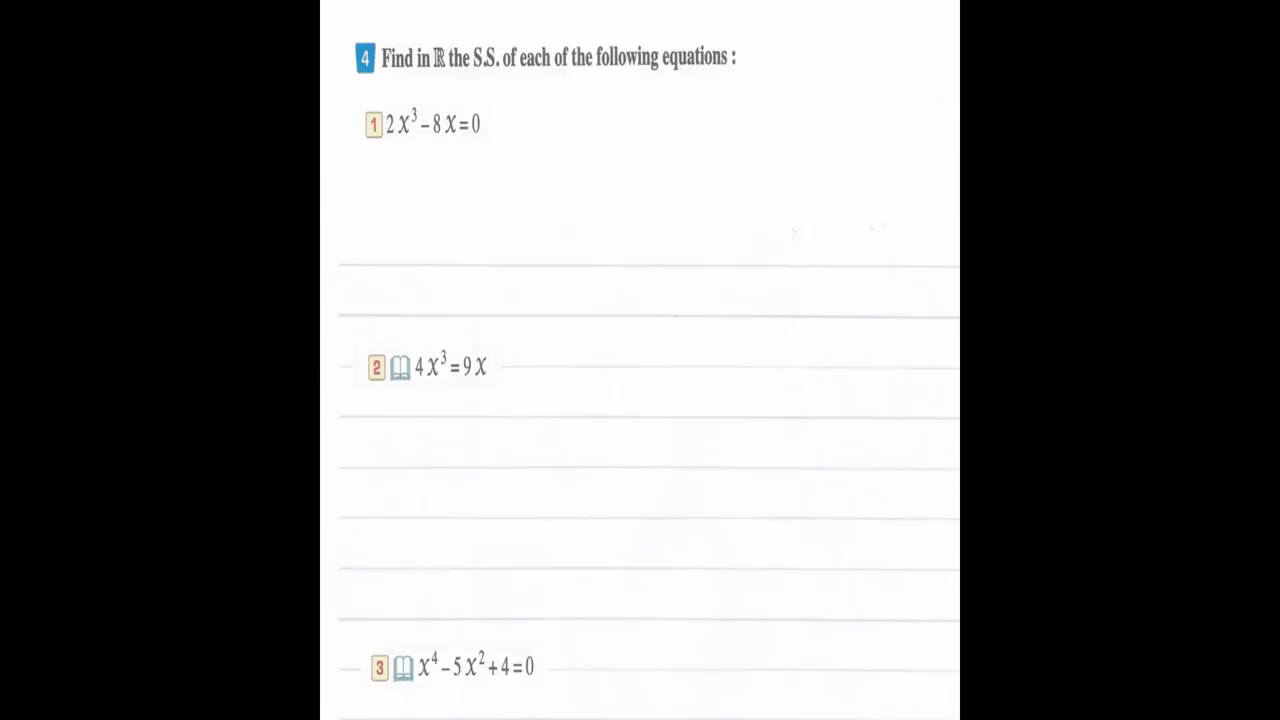 4 Find in ℝ the S.S. of each of the following equations :
1 2x³ – 8x = 0
2 4x³ = 9x
3 x⁴ – 5x² + 4 = 0